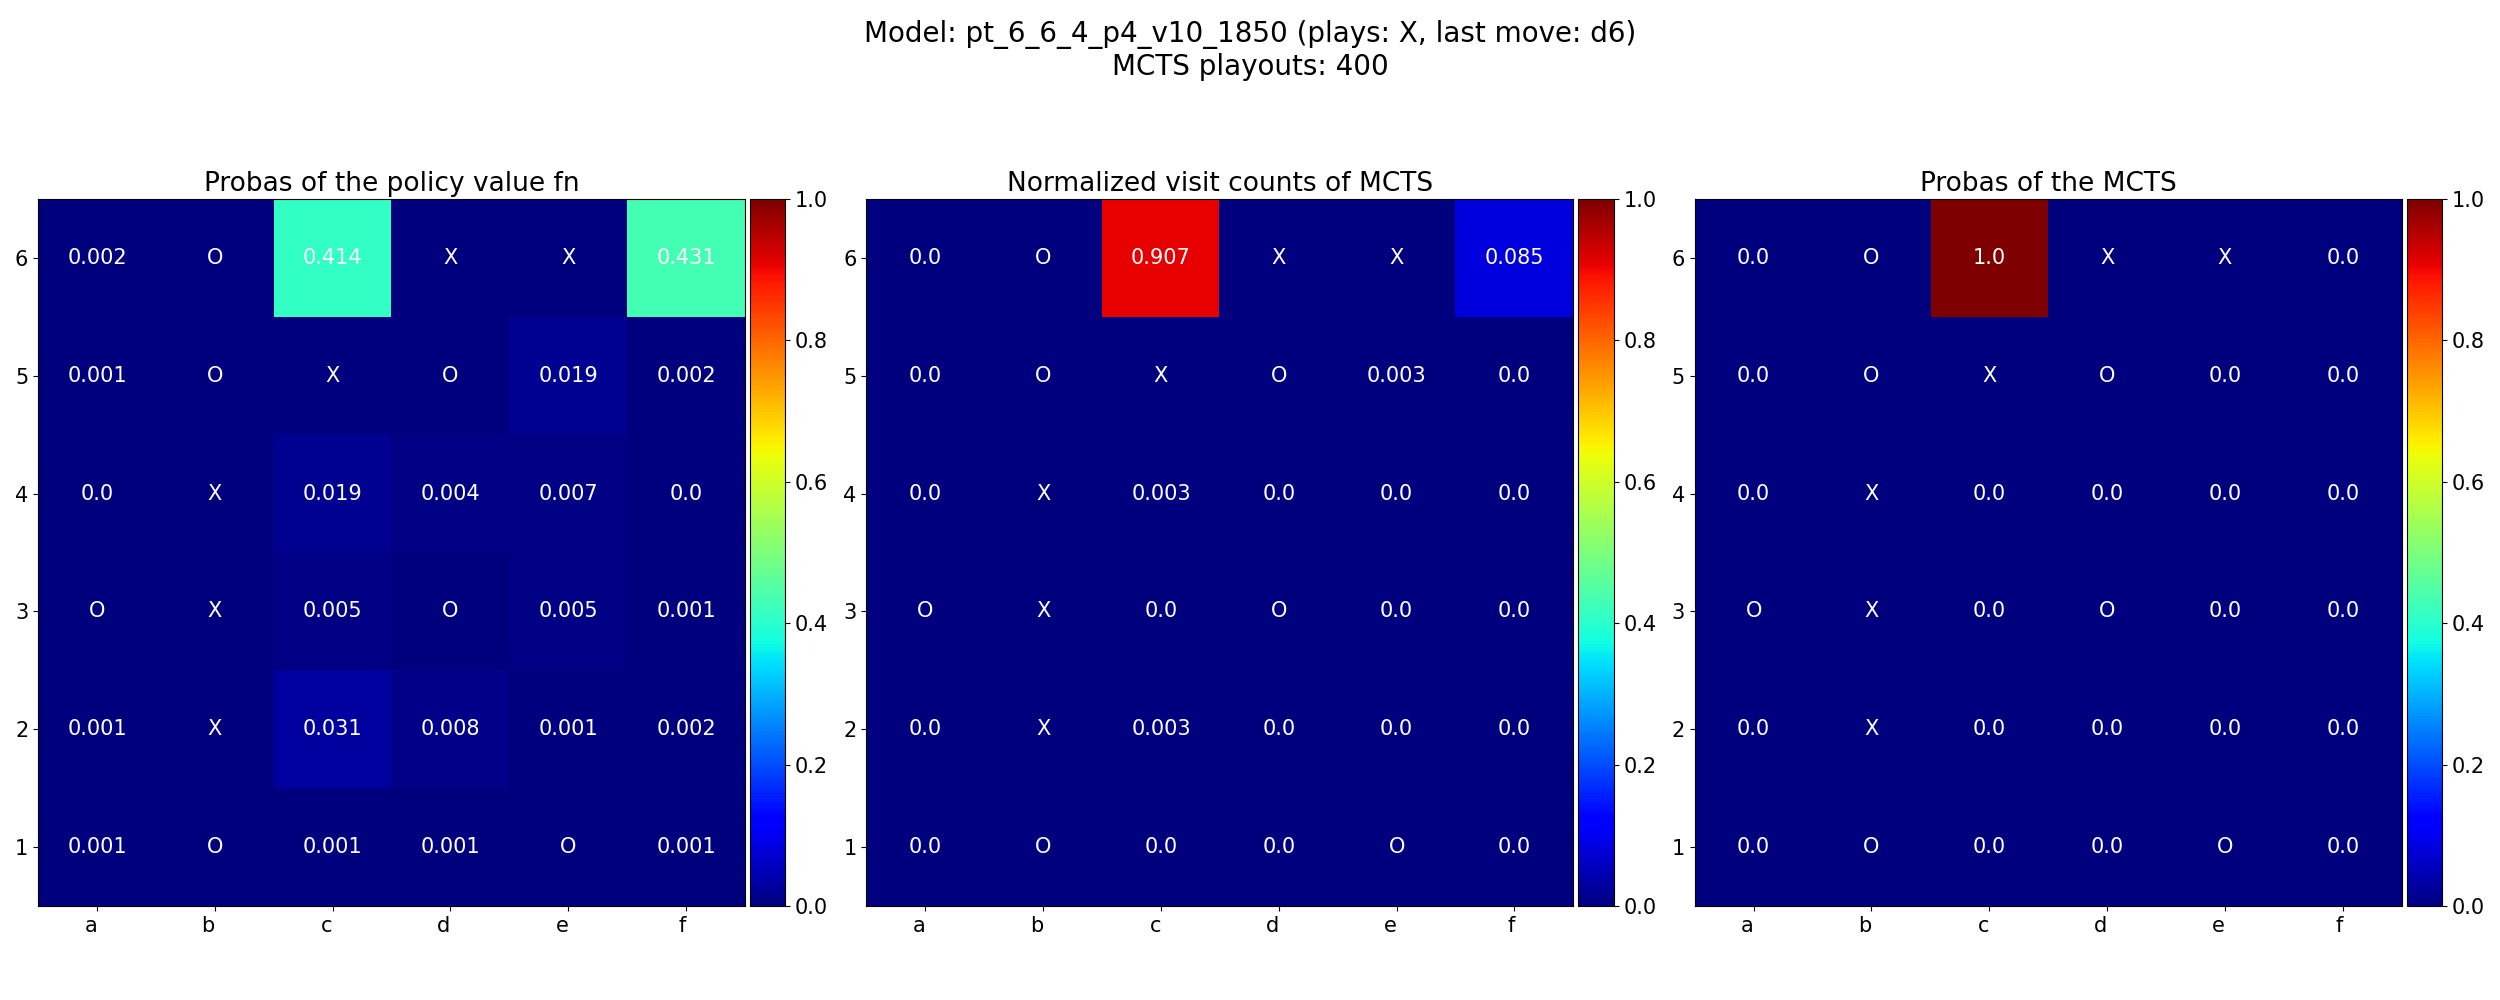 Model: pt_6_6_4_p4_v10_1850 (plays: X, last move: d6)
MCTS playouts: 400
Probas of the policy value fn
6 0.002 O 0.414 X X 0.431
5 0.001 O X O 0.019 0.002
4 0.0 X 0.019 0.004 0.007 0.0
3 O X 0.005 O 0.005 0.001
2 0.001 X 0.031 0.008 0.001 0.002
1 0.001 O 0.001 0.001 O 0.001
a b c d e f
1.0
0.8
0.6
0.4
0.2
0.0
Normalized visit counts of MCTS
6 0.0 O 0.907 X X 0.085
5 0.0 O X O 0.003 0.0
4 0.0 X 0.003 0.0 0.0 0.0
3 O X 0.0 O 0.0 0.0
2 0.0 X 0.003 0.0 0.0 0.0
1 0.0 O 0.0 0.0 O 0.0
a b c d e f
1.0
0.8
0.6
0.4
0.2
0.0
Probas of the MCTS
6 0.0 O 1.0 X X 0.0
5 0.0 O X O 0.0 0.0
4 0.0 X 0.0 0.0 0.0 0.0
3 O X 0.0 O 0.0 0.0
2 0.0 X 0.0 0.0 0.0 0.0
1 0.0 O 0.0 0.0 O 0.0
a b c d e f
1.0
0.8
0.6
0.4
0.2
0.0